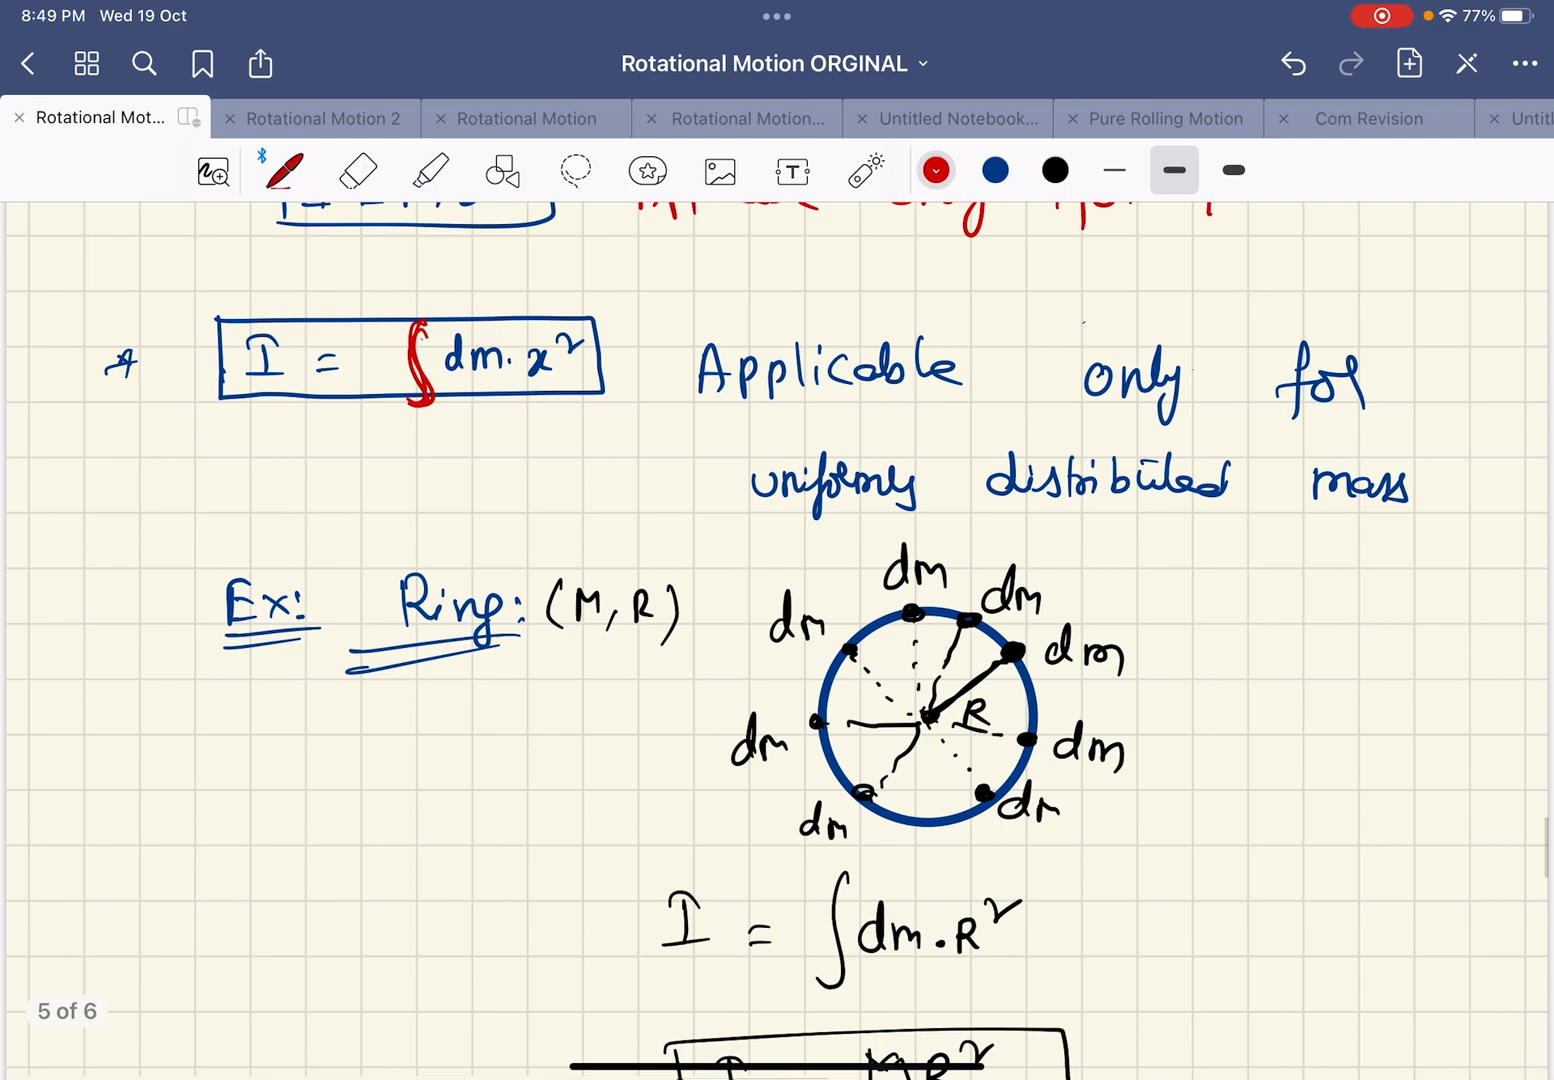 8:49 PM Wed 19 Oct
77%
Rotational Motion ORGINAL
Rotational Mot...
Rotational Motion 2
Rotational Motion
Rotational Motion...
Untitled Notebook...
Pure Rolling Motion
Com Revision
Untitl
T
I = ∫ dm. x² Applicable only for
uniformly distributed mass
Ex: Ring: (M, R)
dm
dm
dm
dm
R
dm
dm
dm
dm
I = ∫dm.R²
5 of 6